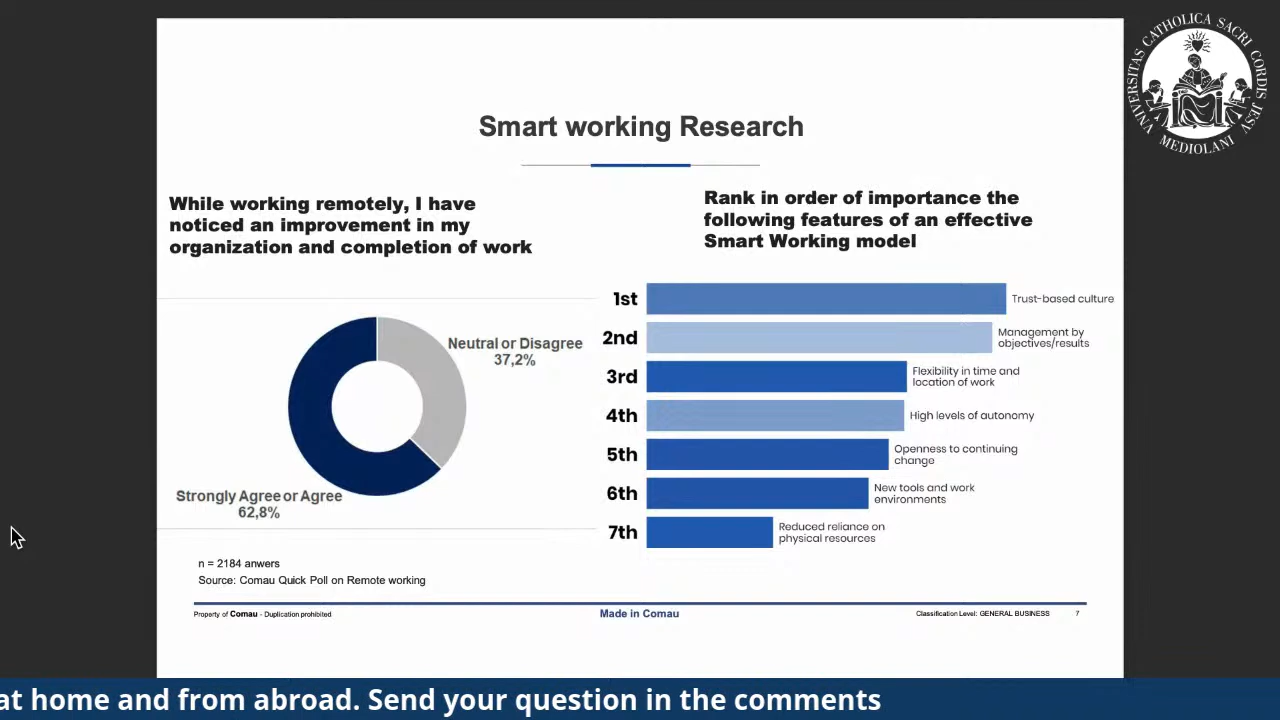 VNIVERSITAS CATHOLICA SACRI CORDIS JESV
MEDIOLANI
Smart working Research
While working remotely, I have
noticed an improvement in my
organization and completion of work
Neutral or Disagree
37,2%
Strongly Agree or Agree
62,8%
n = 2184 anwers
Source: Comau Quick Poll on Remote working
Rank in order of importance the
following features of an effective
Smart Working model
1st Trust-based culture
2nd Management by
objectives/results
3rd Flexibility in time and
location of work
4th High levels of autonomy
5th Openness to continuing
change
6th New tools and work
environments
7th Reduced reliance on
physical resources
Property of Comau - Duplication prohibited
Made in Comau
Classification Level: GENERAL BUSINESS 7
at home and from abroad. Send your question in the comments